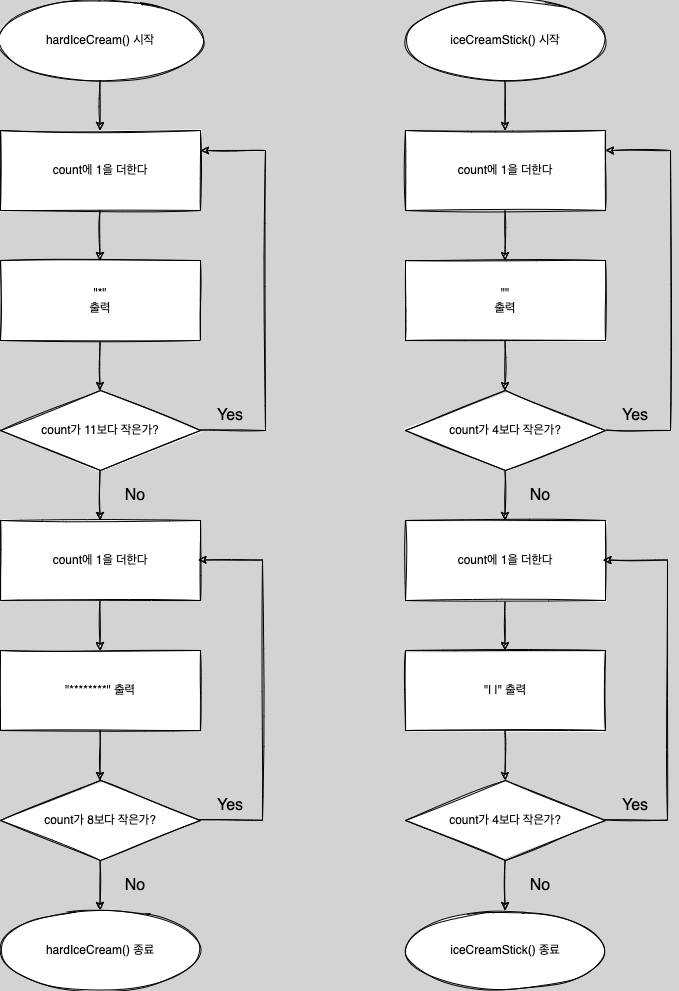 hardIceCream() 시작
count에 1을 더한다
"*"
출력
count가 11보다 작은가?
Yes
No
count에 1을 더한다
"********" 출력
count가 8보다 작은가?
Yes
No
hardIceCream() 종료
iceCreamStick() 시작
count에 1을 더한다
""
출력
count가 4보다 작은가?
Yes
No
count에 1을 더한다
"| |" 출력
count가 4보다 작은가?
Yes
No
iceCreamStick() 종료